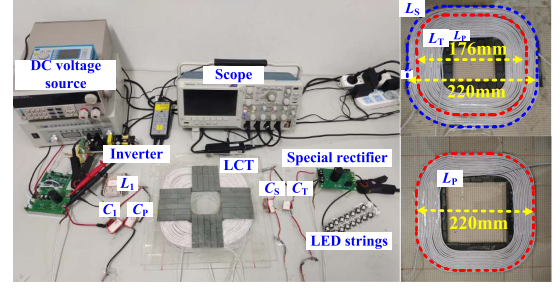 DC voltage
source
Scope
Inverter
L1
C1
CP
LCT
CS
CT
Special rectifier
LED strings
LS
LT
LP
176mm
220mm
LP
220mm